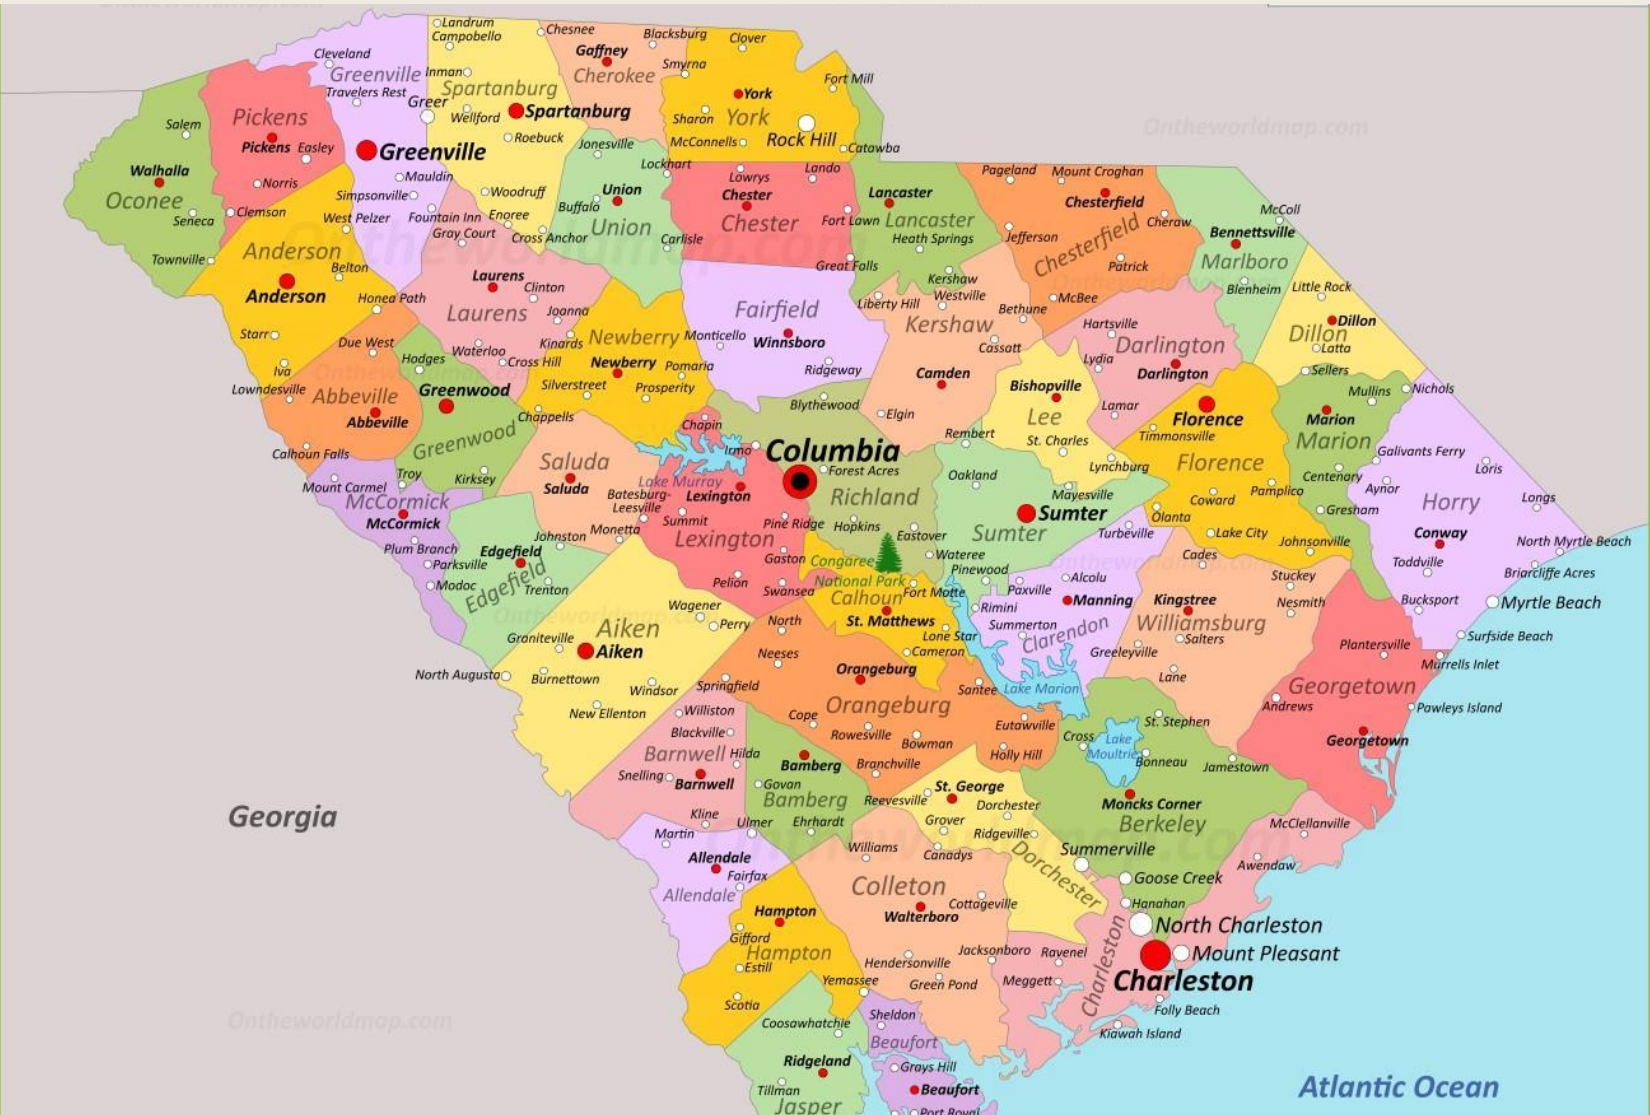 Landrum
Campobello
Chesnee
Blacksburg
Clover
Gaffney
Cherokee
Smyrna
Cleveland
Greenville
Inman
Spartanburg
Fort Mill
Travelers Rest
Greer
Wellford
Spartanburg
York
Sharon
York
Pickens
Salem
Pickens
Easley
Greenville
Roebuck
Jonesville
McConnells
Rock Hill
Catawba
Ontheworldmap.com
Lockhart
Walhalla
Oconee
Norris
Mauldin
Simpsonville
Woodruff
Union
Buffalo
Union
Lowrys
Lando
Chester
Chester
Lancaster
Lancaster
Pageland
Mount Croghan
Chesterfield
Cheraw
McColl
Seneca
Clemson
West Pelzer
Fountain Inn
Enoree
Gray Court
Cross Anchor
Carlisle
Fort Lawn
Heath Springs
Jefferson
Chesterfield
Bennettsville
Marlboro
Anderson
Townville
Belton
Ontheworldmap.com
Great Falls
Kershaw
Patrick
Laurens
Clinton
Anderson
Honea Path
Laurens
Joanna
Fairfield
Liberty Hill
Westville
Bethune
McBee
Blenheim
Little Rock
Starr
Due West
Waterloo
Kinards
Newberry
Monticello
Winnsboro
Kershaw
Cassatt
Hartsville
Darlington
Dillon
Dillon
Latta
Iva
Hodges
Cross Hill
Newberry
Pomaria
Ridgeway
Camden
Lydia
Darlington
Sellers
Lowndesville
Abbeville
Greenwood
Silverstreet
Prosperity
Blythewood
Elgin
Bishopville
Lee
Lamar
Florence
Marion
Mullins
Nichols
Abbeville
Greenwood
Chappells
Chapin
Columbia
Rembert
St. Charles
Timmonsville
Marion
Calhoun Falls
Troy
Kirksey
Saluda
Saluda
Irmo
Forest Acres
Oakland
Lynchburg
Florence
Galivants Ferry
Loris
Mount Carmel
McCormick
McCormick
Batesburg-
Leesville
Lake Murray
Lexington
Summit
Richland
Mayesville
Sumter
Sumter
Coward
Pamplico
Centenary
Aynor
Horry
Longs
Gresham
Plum Branch
Johnston
Monetta
Lexington
Pine Ridge
Hopkins
Eastover
Turbeville
Olanta
Lake City
Johnsonville
Conway
North Myrtle Beach
Parksville
Edgefield
Edgefield
Gaston
Congaree
National Park
Wateree
Pinewood
Cades
Toddville
Briarcliffe Acres
Modoc
Trenton
Pelion
Swansea
Calhoun
Fort Motte
Paxville
Alcolu
Manning
Stuckey
Nesmith
Bucksport
Myrtle Beach
Wagener
Perry
North
St. Matthews
Rimini
Summerton
Kingstree
Williamsburg
Graniteville
Aiken
Aiken
Lone Star
Cameron
Clarendon
Greeleyville
Salters
Surfside Beach
Plantersville
Murrells Inlet
North Augusta
Burnettown
Windsor
Neeses
Springfield
Orangeburg
Orangeburg
Santee
Lake Marion
Lane
Georgetown
Andrews
Pawleys Island
New Ellenton
Williston
Blackville
Cope
Rowesville
Bowman
Eutawville
Cross
St. Stephen
Georgetown
Barnwell
Hilda
Bamberg
Branchville
Holly Hill
Lake
Moultrie
Bonneau
Jamestown
Snelling
Barnwell
Govan
Bamberg
Reevesville
St. George
Dorchester
Moncks Corner
Berkeley
Georgia
Kline
Ulmer
Ehrhardt
Grover
Ridgeville
McClellanville
Martin
Allendale
Fairfax
Allendale
Williams
Canadys
Dorchester
Summerville
Awendaw
Colleton
Goose Creek
Hampton
Walterboro
Cottageville
Hanahan
North Charleston
Gifford
Hampton
Estill
Hendersonville
Jacksonboro
Ravenel
Charleston
Mount Pleasant
Yemassee
Green Pond
Meggett
Charleston
Scotia
Folly Beach
Ontheworldmap.com
Coosawhatchie
Sheldon
Kiawah Island
Beaufort
Ridgeland
Grays Hill
Tillman
Beaufort
Atlantic Ocean
Jasper
Port Royal